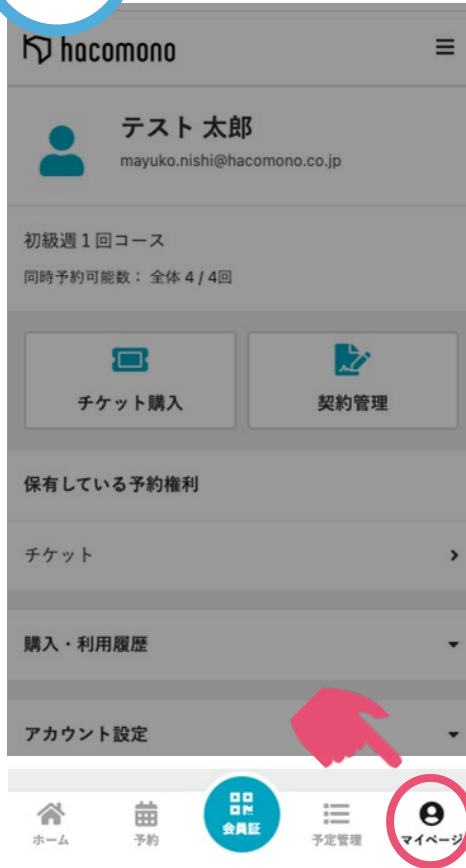 hacomono
テスト 太郎
mayuko.nishi@hacomono.co.jp
初級週１回コース
同時予約可能数： 全体 4 / 4回
チケット購入
契約管理
保有している予約権利
チケット
購入・利用履歴
アカウント設定
ホーム
予約
会員証
予定管理
マイページ